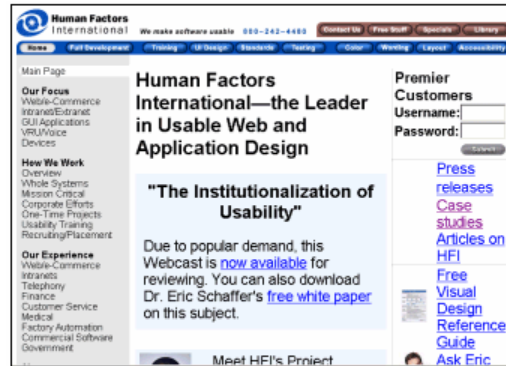 Human Factors
International
We make software usable 800-242-4480
Contact Us Free Stuff Specials Library
Home Full Development Training UI Design Standards Testing Color Wording Layout Accessibility
Main Page
Our Focus
Web/e-Commerce
Intranet/Extranet
GUI Applications
VRU/Voice
Devices
How We Work
Overview
Whole Systems
Mission Critical
Corporate Efforts
One-Time Projects
Usability Training
Recruiting/Placement
Our Experience
Web/e-Commerce
Intranets
Telephony
Finance
Customer Service
Medical
Factory Automation
Commercial Software
Government
Human Factors
International—the Leader
in Usable Web and
Application Design
"The Institutionalization of
Usability"
Due to popular demand, this
Webcast is now available for
reviewing. You can also download
Dr. Eric Schaffer's free white paper
on this subject.
Meet HFI's Project
Premier
Customers
Username:
Password:
Submit
Press
releases
Case
studies
Articles on
HFI
Free
Visual
Design
Reference
Guide
Ask Eric